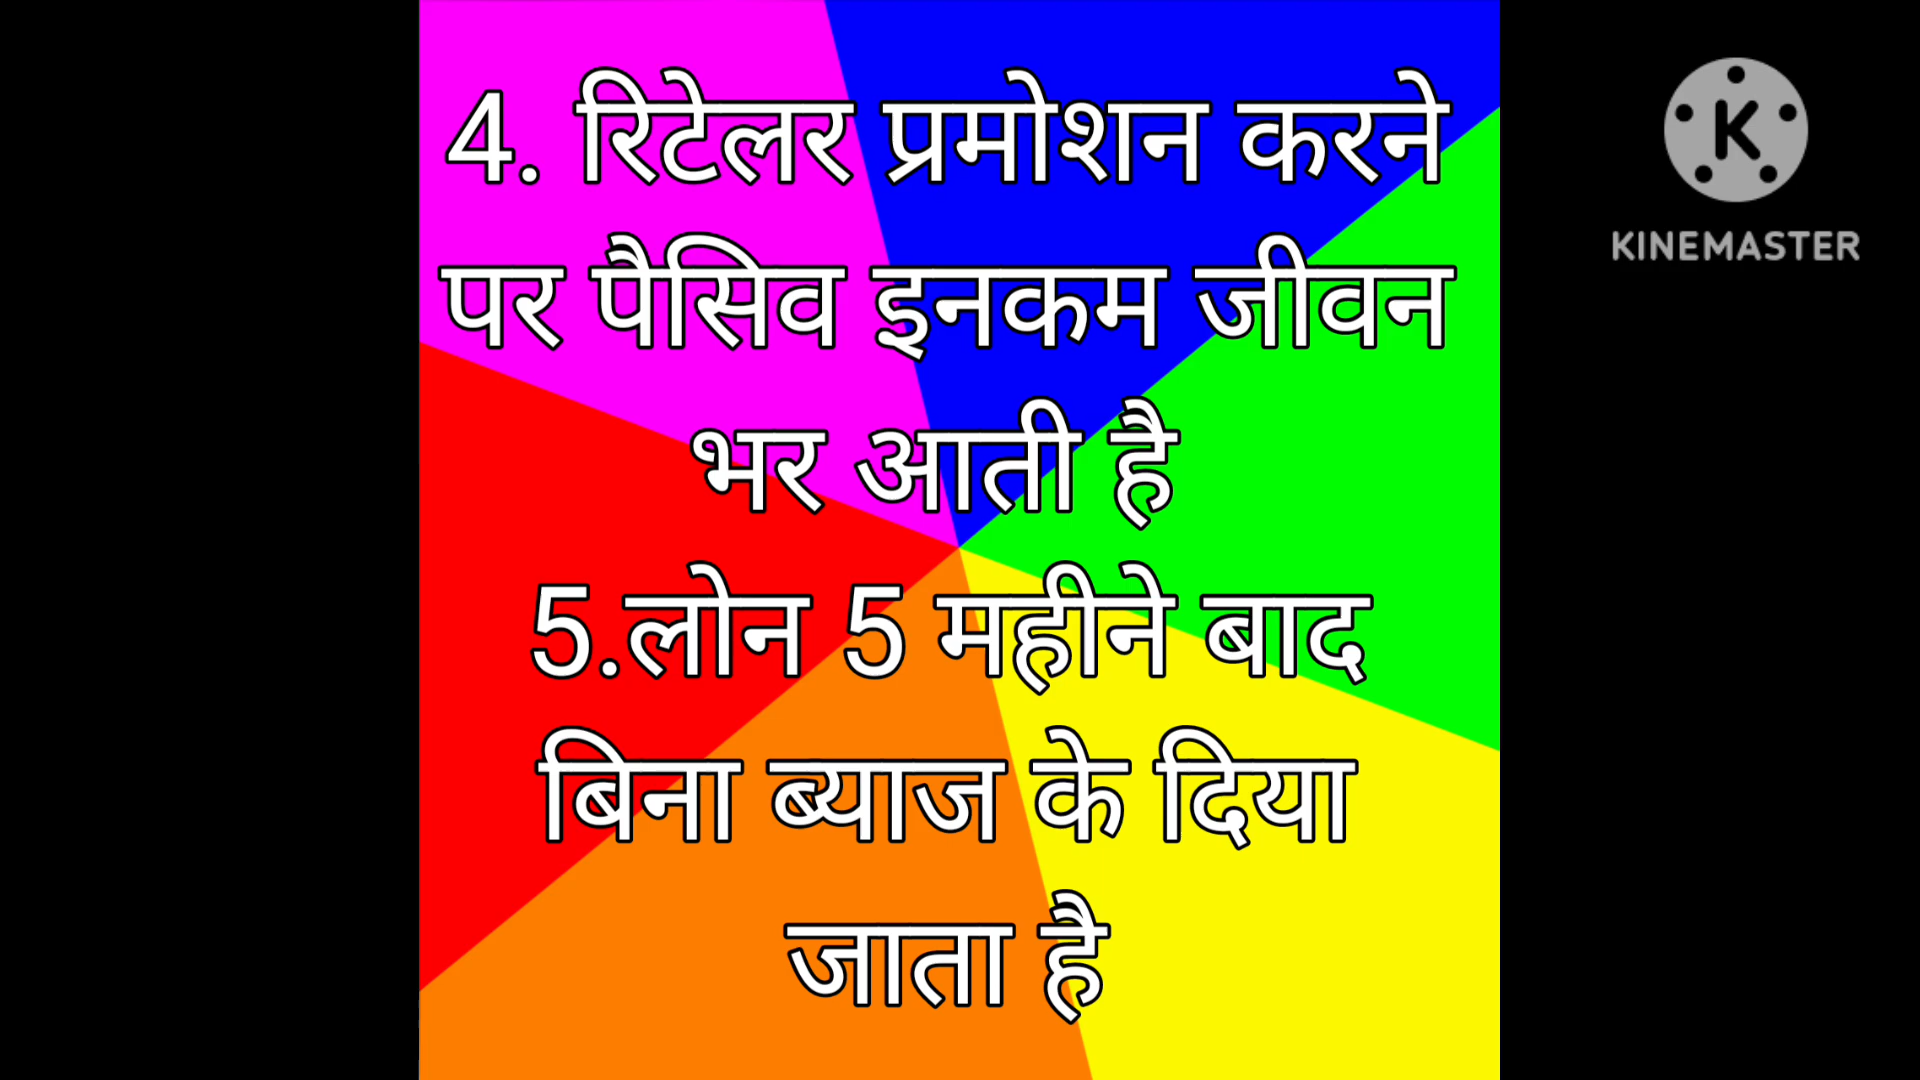 4. रिटेलर प्रमोशन करने
पर पैसिव इनकम जीवन
भर आती है
5.लोन 5 महीने बाद
बिना ब्याज के दिया
जाता है
K
KINEMASTER